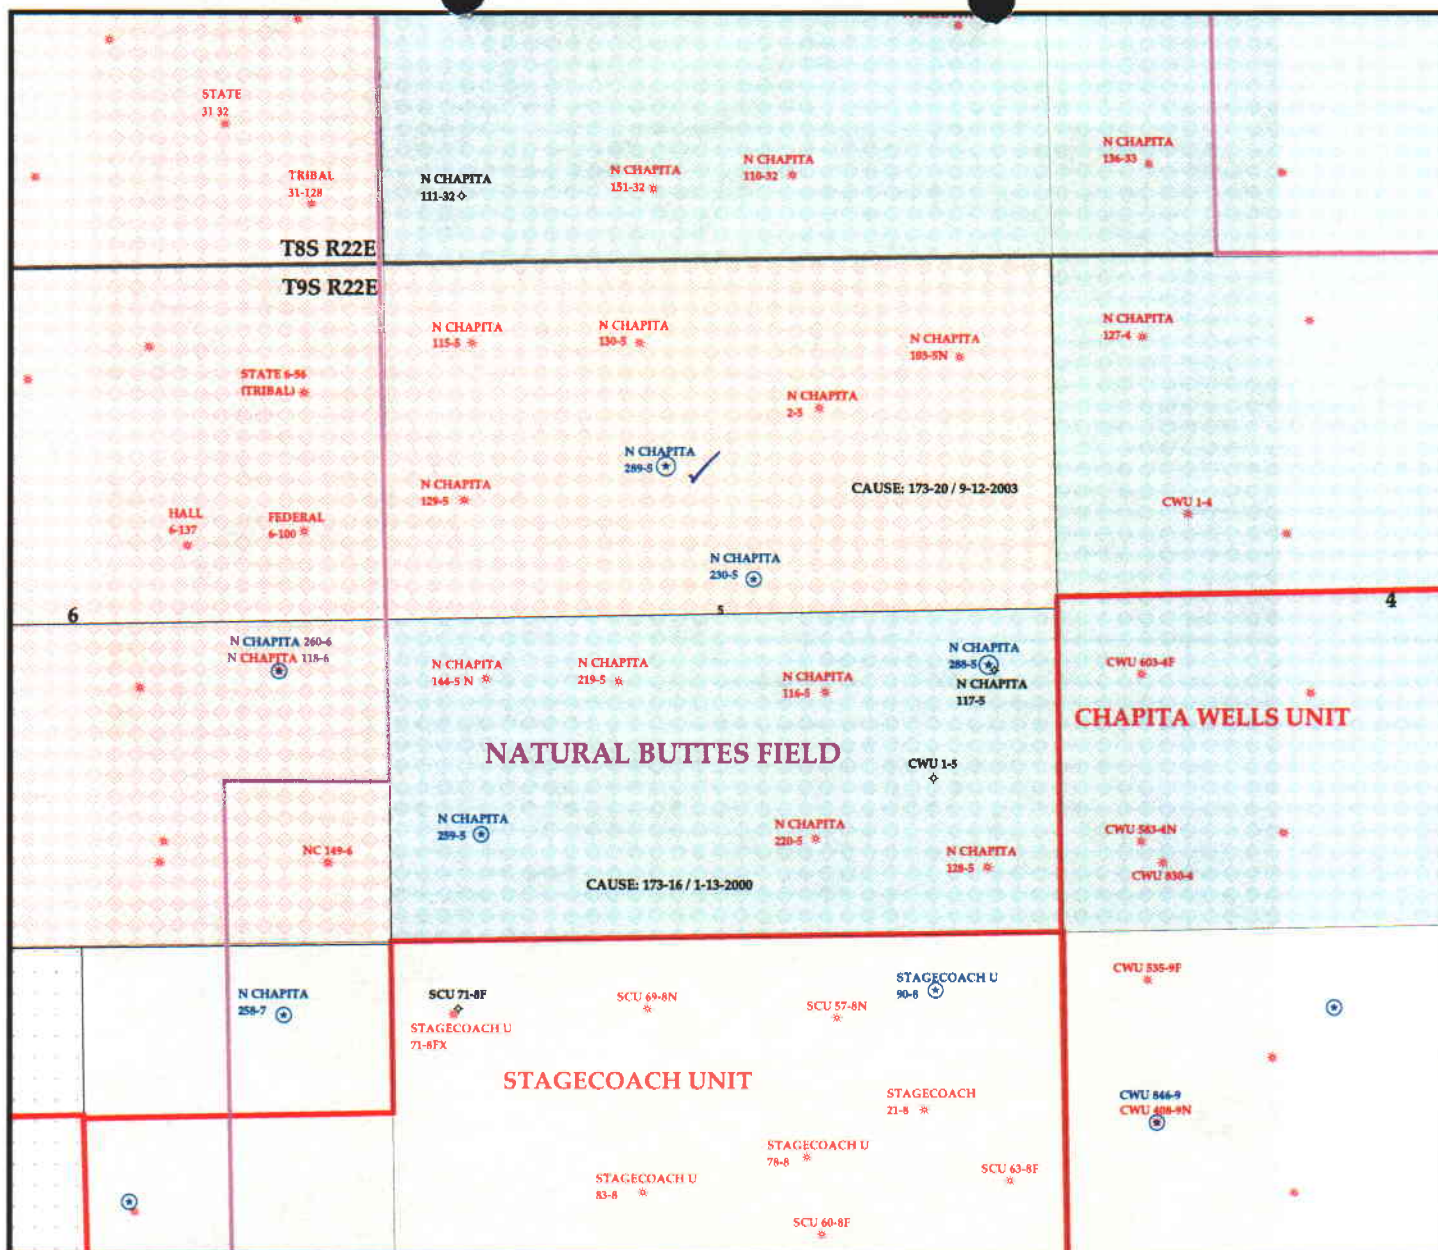 STATE
31 32
TRIBAL
31-128
N CHAPITA
111-32
N CHAPITA
151-32
N CHAPITA
110-32
N CHAPITA
136-33
T8S R22E
T9S R22E
N CHAPITA
115-5
N CHAPITA
130-5
N CHAPITA
183-5N
N CHAPITA
127-4
STATE 6-56
(TRIBAL)
N CHAPITA
2-5
N CHAPITA
289-5
N CHAPITA
129-5
CAUSE: 173-20 / 9-12-2003
CWU 1-4
HALL
6-137
FEDERAL
6-100
N CHAPITA
230-5
6
5
4
N CHAPITA 260-6
N CHAPITA 118-6
N CHAPITA
144-5 N
N CHAPITA
219-5
N CHAPITA
116-5
N CHAPITA
288-5
N CHAPITA
117-5
CWU 603-4F
CHAPITA WELLS UNIT
NATURAL BUTTES FIELD
CWU 1-5
N CHAPITA
259-5
N CHAPITA
220-5
N CHAPITA
128-5
CWU 583-4N
CWU 830-4
NC 149-6
CAUSE: 173-16 / 1-13-2000
N CHAPITA
258-7
SCU 71-8F
STAGECOACH U
71-8FX
SCU 69-8N
SCU 57-8N
STAGECOACH U
90-8
CWU 535-9F
STAGECOACH UNIT
STAGECOACH
21-8
CWU 846-9
CWU 408-9N
STAGECOACH U
78-8
STAGECOACH U
83-8
SCU 63-8F
SCU 60-8F